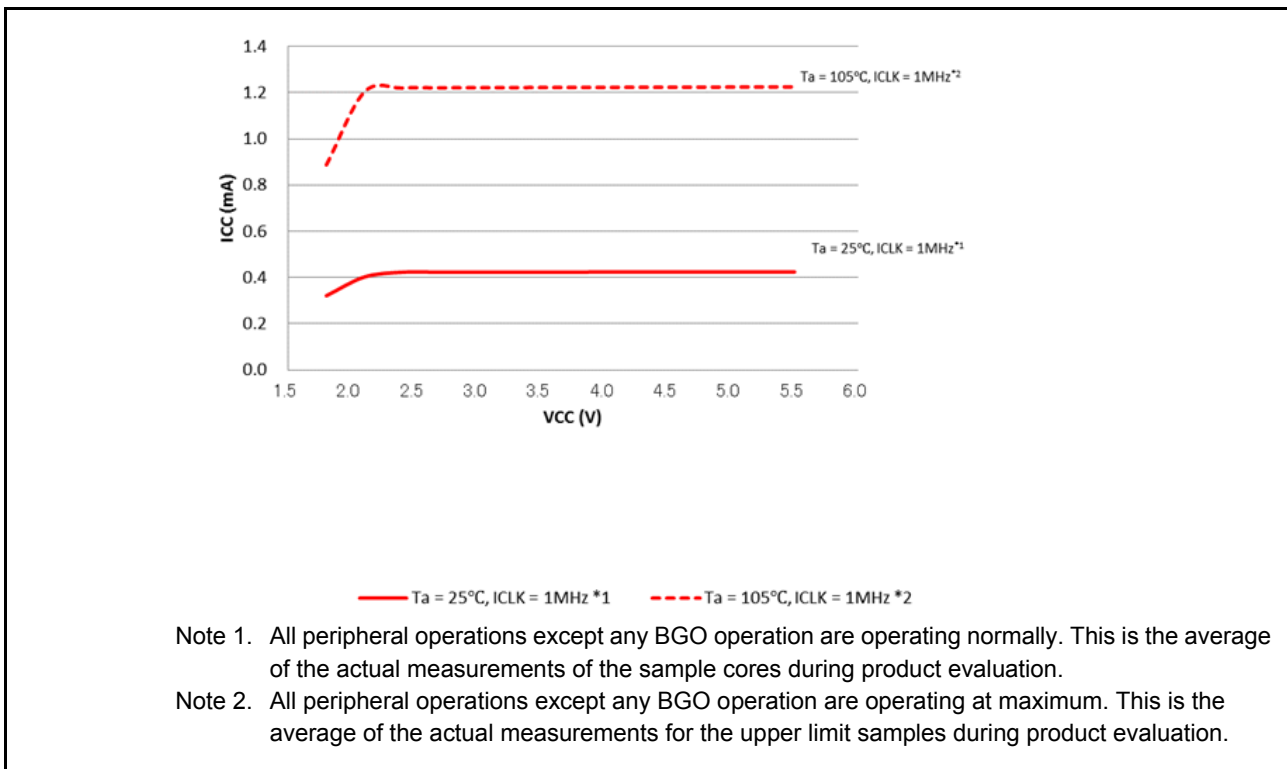 1.4
Ta = 105°C, ICLK = 1MHz*2
1.2
1.0
0.8
ICC (mA)
0.6
Ta = 25°C, ICLK = 1MHz*1
0.4
0.2
0.0
1.5 2.0 2.5 3.0 3.5 4.0 4.5 5.0 5.5 6.0
VCC (V)
Ta = 25°C, ICLK = 1MHz *1 Ta = 105°C, ICLK = 1MHz *2
Note 1. All peripheral operations except any BGO operation are operating normally. This is the average
of the actual measurements of the sample cores during product evaluation.
Note 2. All peripheral operations except any BGO operation are operating at maximum. This is the
average of the actual measurements for the upper limit samples during product evaluation.